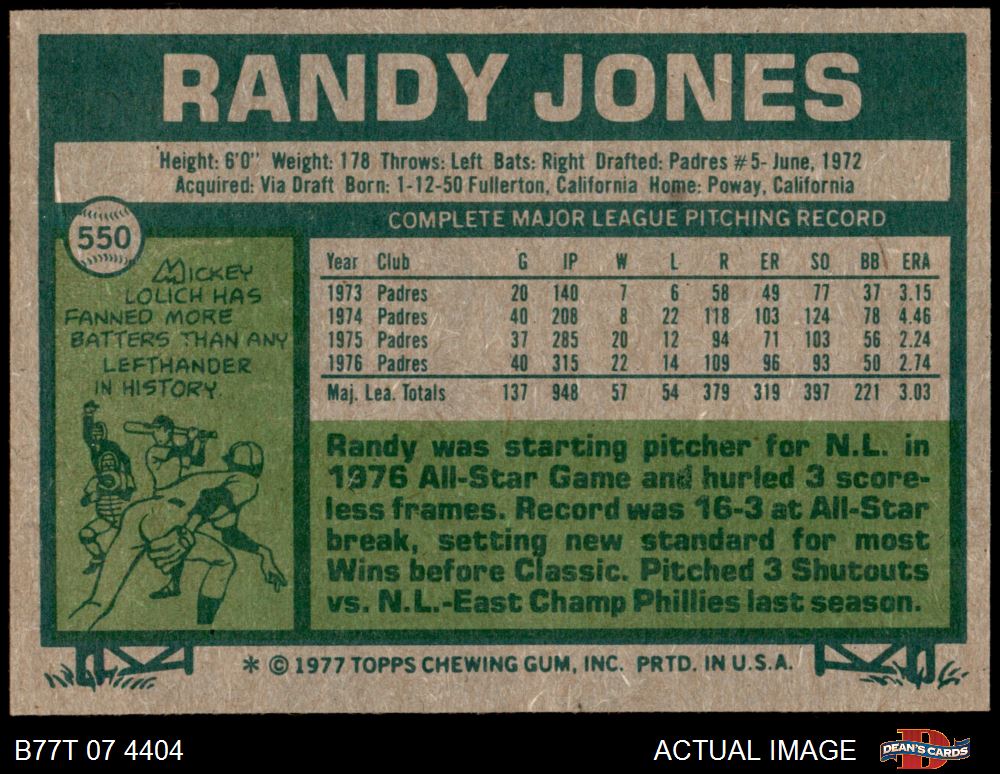 RANDY JONES
Height: 6'0" Weight: 178 Throws: Left Bats: Right Drafted: Padres #5- June, 1972
Acquired: Via Draft Born: 1-12-50 Fullerton, California Home: Poway, California
550
COMPLETE MAJOR LEAGUE PITCHING RECORD
MICKEY
LOLICH HAS
FANNED MORE
BATTERS THAN ANY
LEFTHANDER
IN HISTORY.
Year Club G IP W L R ER SO BB ERA
1973 Padres 20 140 7 6 58 49 77 37 3.15
1974 Padres 40 208 8 22 118 103 124 78 4.46
1975 Padres 37 285 20 12 94 71 103 56 2.24
1976 Padres 40 315 22 14 109 96 93 50 2.74
Maj. Lea. Totals 137 948 57 54 379 319 397 221 3.03
Randy was starting pitcher for N.L. in
1976 All-Star Game and hurled 3 score-
less frames. Record was 16-3 at All-Star
break, setting new standard for most
Wins before Classic. Pitched 3 Shutouts
vs. N.L.-East Champ Phillies last season.
* © 1977 TOPPS CHEWING GUM, INC. PRTD. IN U.S.A.
B77T 07 4404
ACTUAL IMAGE
DEAN'S CARDS